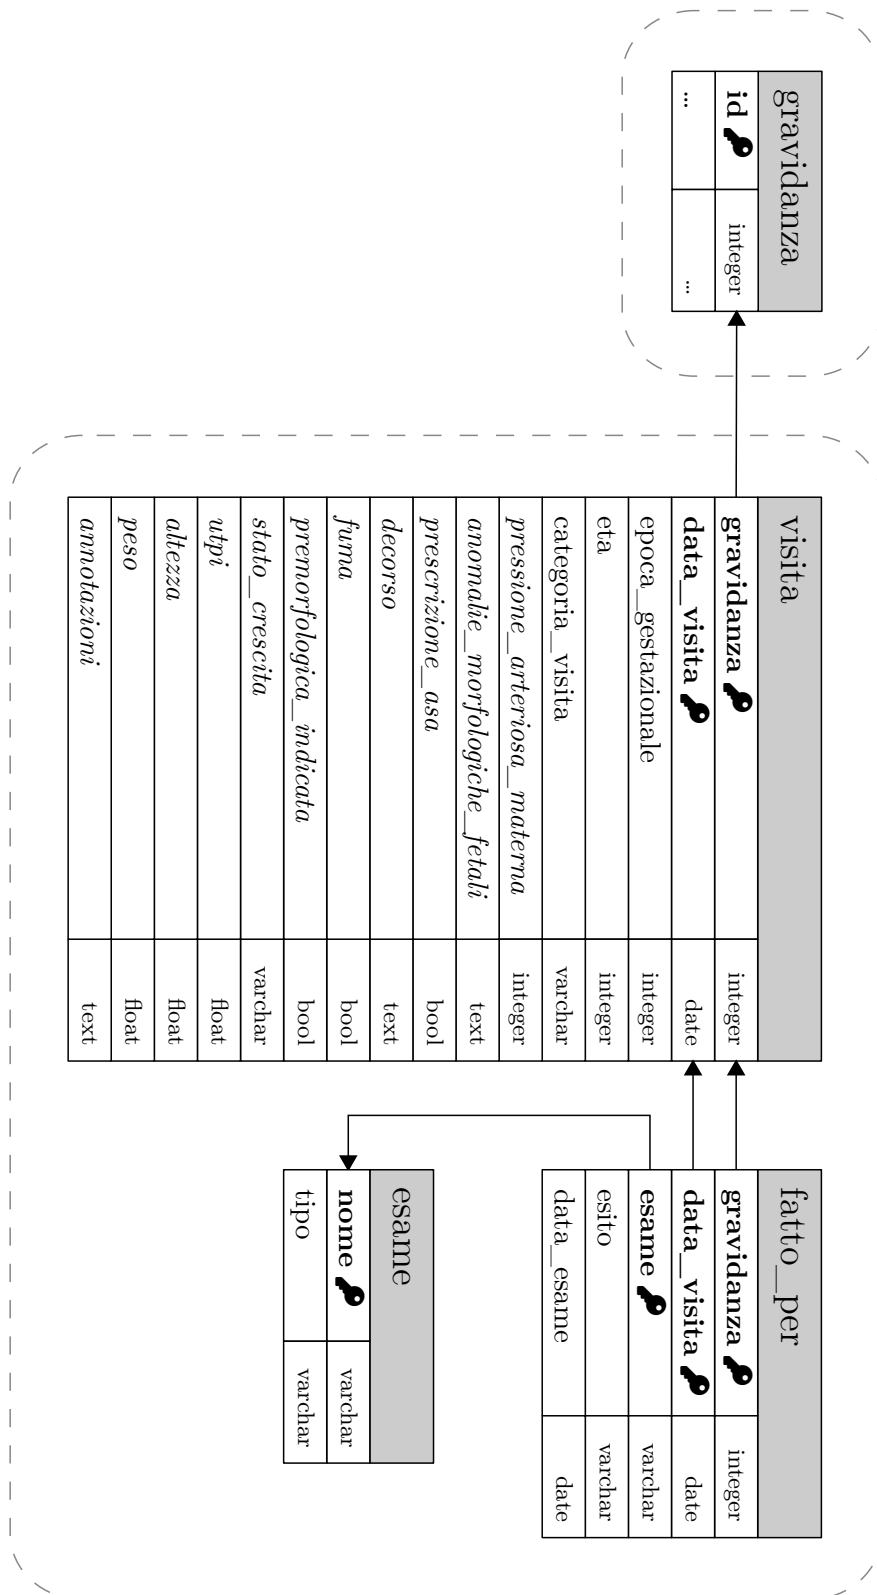 gravidanza
id integer
... ...
visita
gravidanza integer
data_visita date
epoca_gestazionale integer
eta integer
categoria_visita varchar
pressione_arteriosa_materna integer
anomalie_morfologiche_fetali text
prescrizione_asa bool
decorso text
fuma bool
premorfologica_indicata bool
stato_crescita varchar
utpi float
altezza float
peso float
annotazioni text
fatto_per
gravidanza integer
data_visita date
esame varchar
esito varchar
data_esame date
esame
nome varchar
tipo varchar